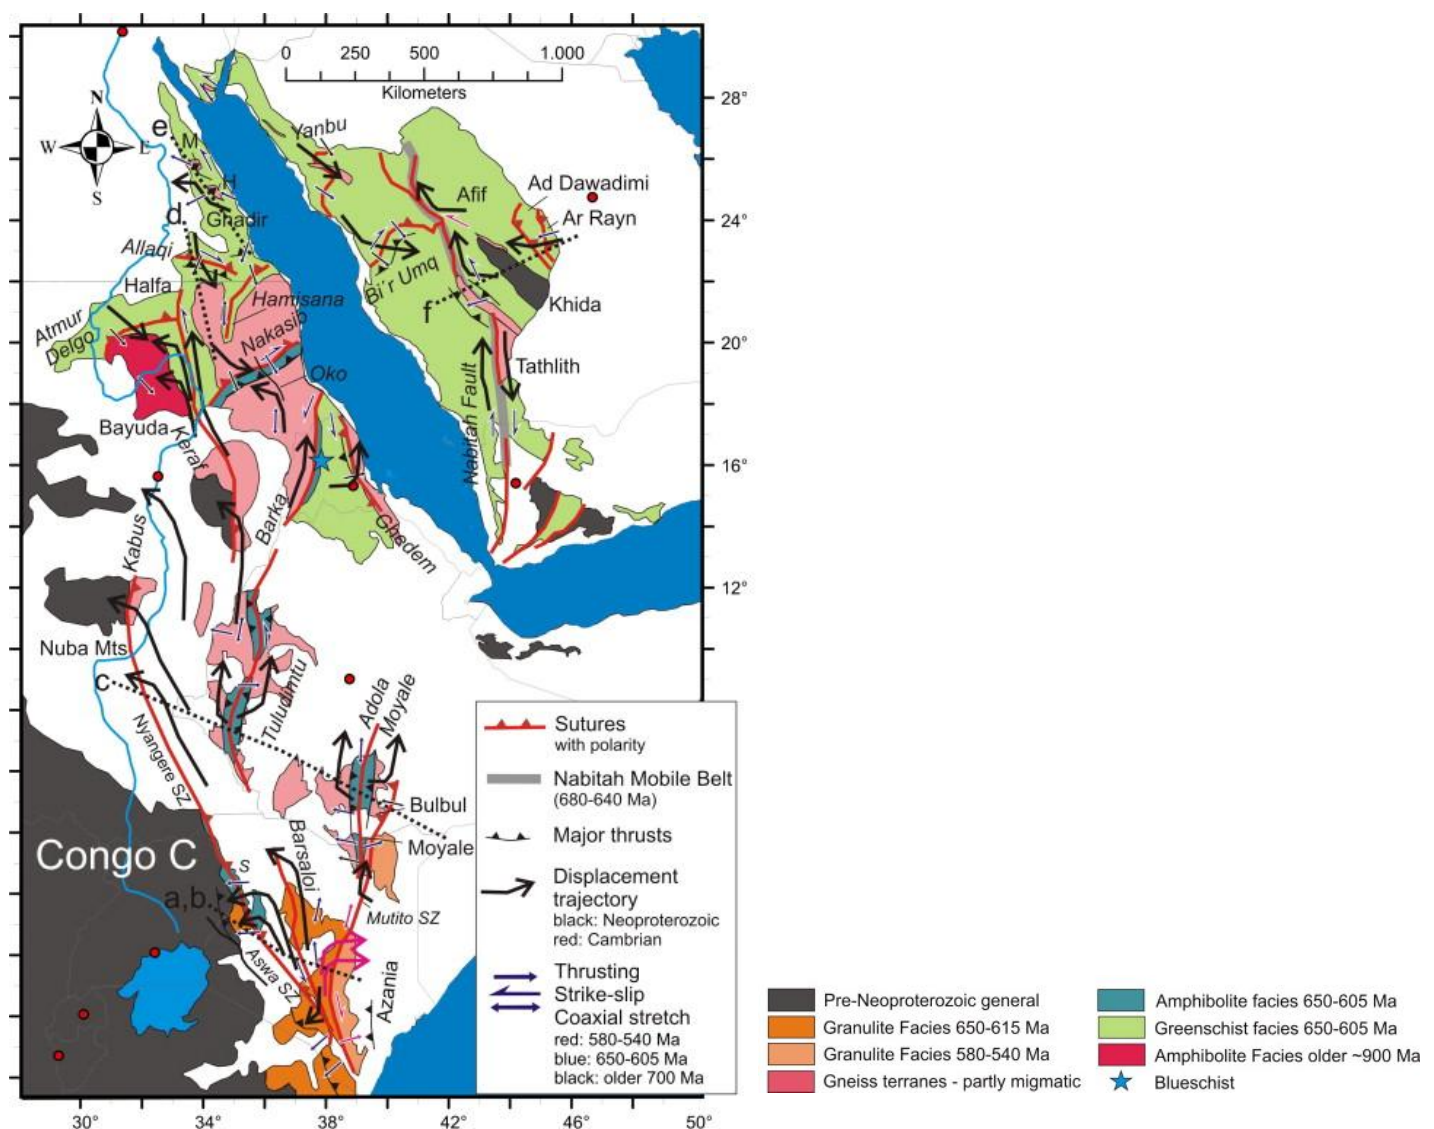 0 250 500 1.000
Kilometers
N
W E
S
28°
24°
20°
16°
12°
8°
4°
0°
Yanbu
e
M
H
d
Ghadir
Allaqi
Halfa
Hamisana
Atmur
Delgo
Nakasib
Oko
Bayuda
Keraf
Afif
Ad Dawadimi
Ar Rayn
Bi'r Umq
f
Khida
Tathlith
Nabitah Fault
Barka
Ghedem
Kabus
Nuba Mts
C
Tuludimtu
Nyangere SZ
Adola
Moyale
Bulbul
Moyale
Barsaloi
Congo C
S
a,b
Mutito SZ
Aswa SZ
Azania
Sutures
with polarity
Nabitah Mobile Belt
(680-640 Ma)
Major thrusts
Displacement
trajectory
black: Neoproterozoic
red: Cambrian
Thrusting
Strike-slip
Coaxial stretch
red: 580-540 Ma
blue: 650-605 Ma
black: older 700 Ma
30° 34° 38° 42° 46° 50°
Pre-Neoproterozoic general
Granulite Facies 650-615 Ma
Granulite Facies 580-540 Ma
Gneiss terranes - partly migmatic
Amphibolite facies 650-605 Ma
Greenschist facies 650-605 Ma
Amphibolite Facies older ~900 Ma
Blueschist